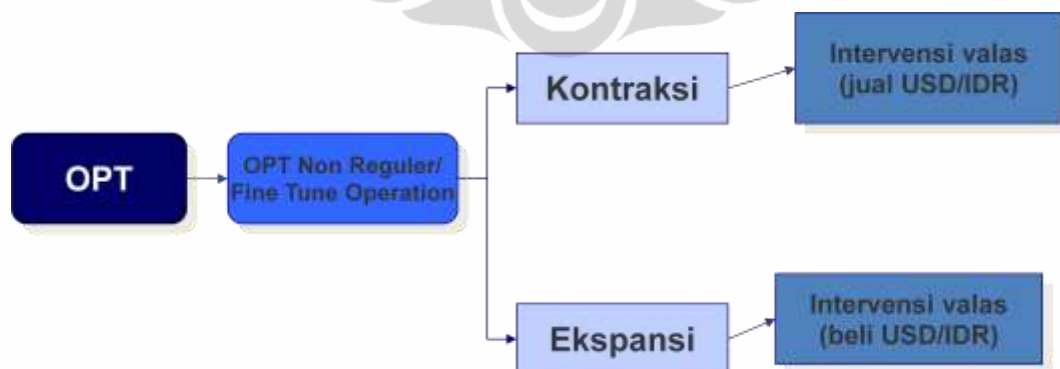 OPT
OPT Non Reguler/
Fine Tune Operation
Kontraksi
Intervensi valas
(jual USD/IDR)
Ekspansi
Intervensi valas
(beli USD/IDR)